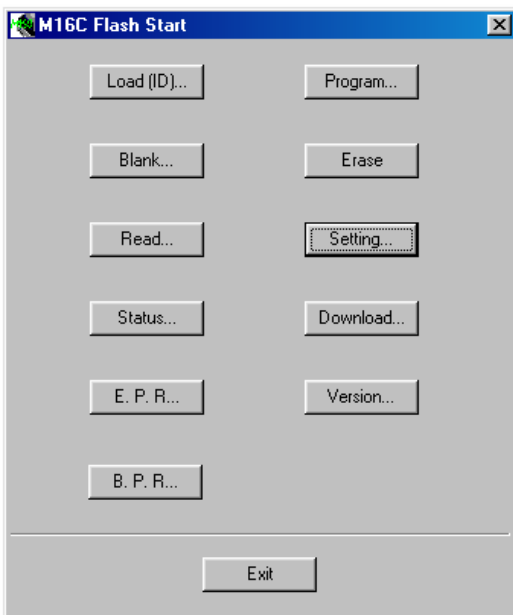 M16C Flash Start
Load (ID)... Program...
Blank... Erase
Read... Setting...
Status... Download...
E. P. R... Version...
B. P. R...
Exit